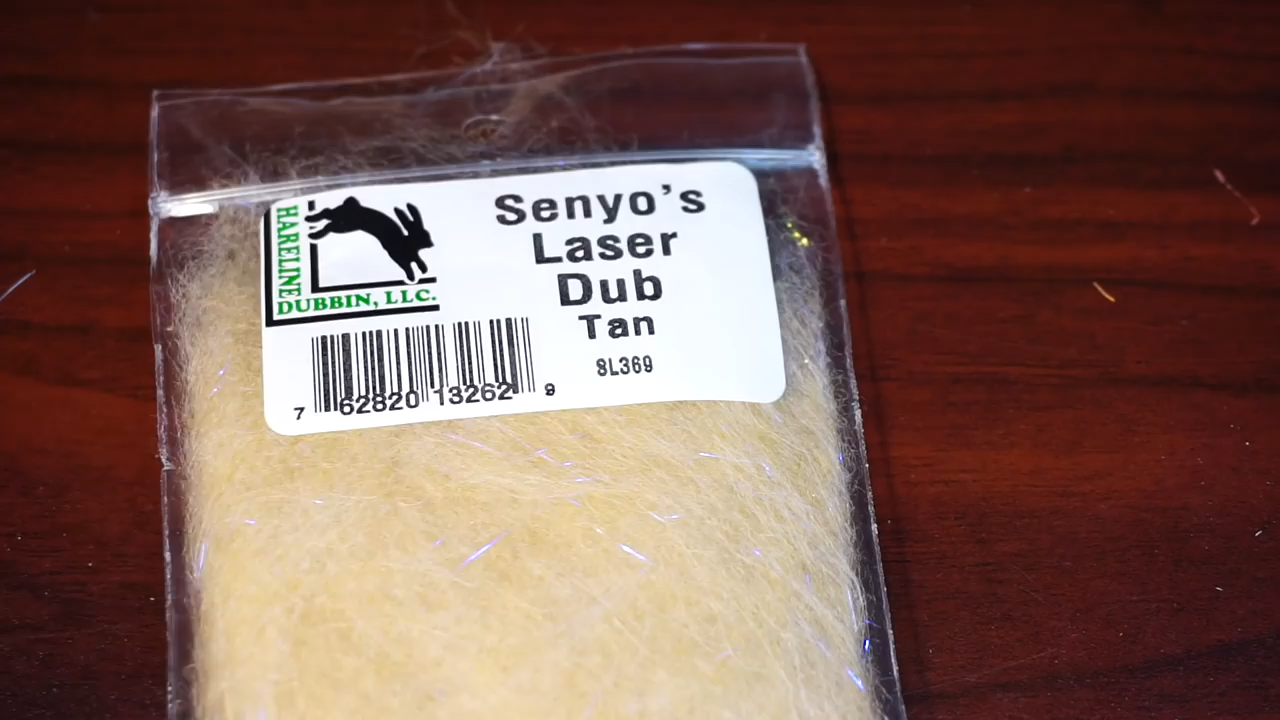 HARELINE
DUBBIN, LLC.
Senyo's
Laser
Dub
Tan
SL369
7 62820 13262 9